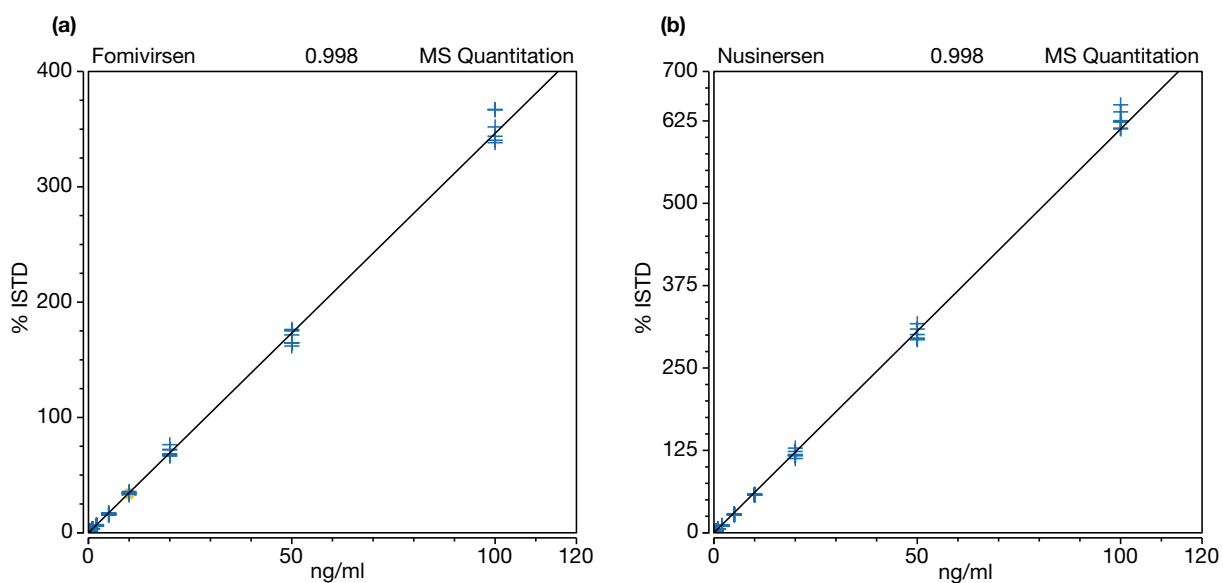 (a)
Fomivirsen 0.998 MS Quantitation
400
300
200
100
0
% ISTD
0 50 100 120
ng/ml
(b)
Nusinersen 0.998 MS Quantitation
700
625
500
375
250
125
0
% ISTD
0 50 100 120
ng/ml